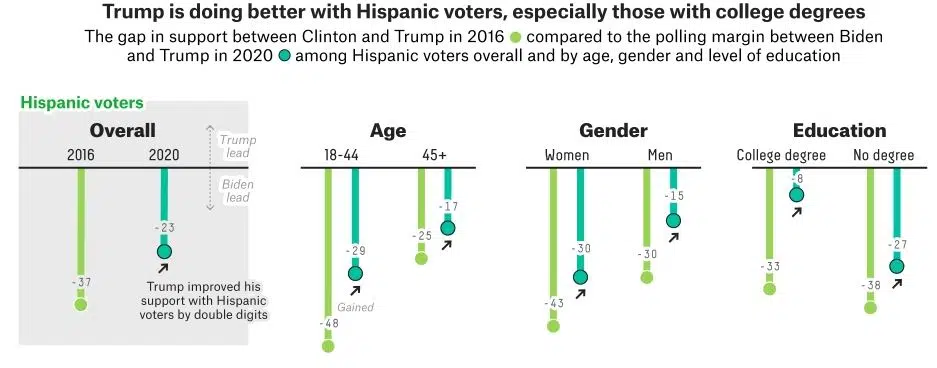 Trump is doing better with Hispanic voters, especially those with college degrees
The gap in support between Clinton and Trump in 2016 compared to the polling margin between Biden
and Trump in 2020 among Hispanic voters overall and by age, gender and level of education
Hispanic voters
Overall
2016 2020
Trump
lead
Biden
lead
-23
-37
Trump improved his
support with Hispanic
voters by double digits
Age
18-44 45+
-17
-25
-29
Gained
-48
Gender
Women Men
-15
-30 -30
-43
Education
College degree No degree
-8
-27
-33
-38